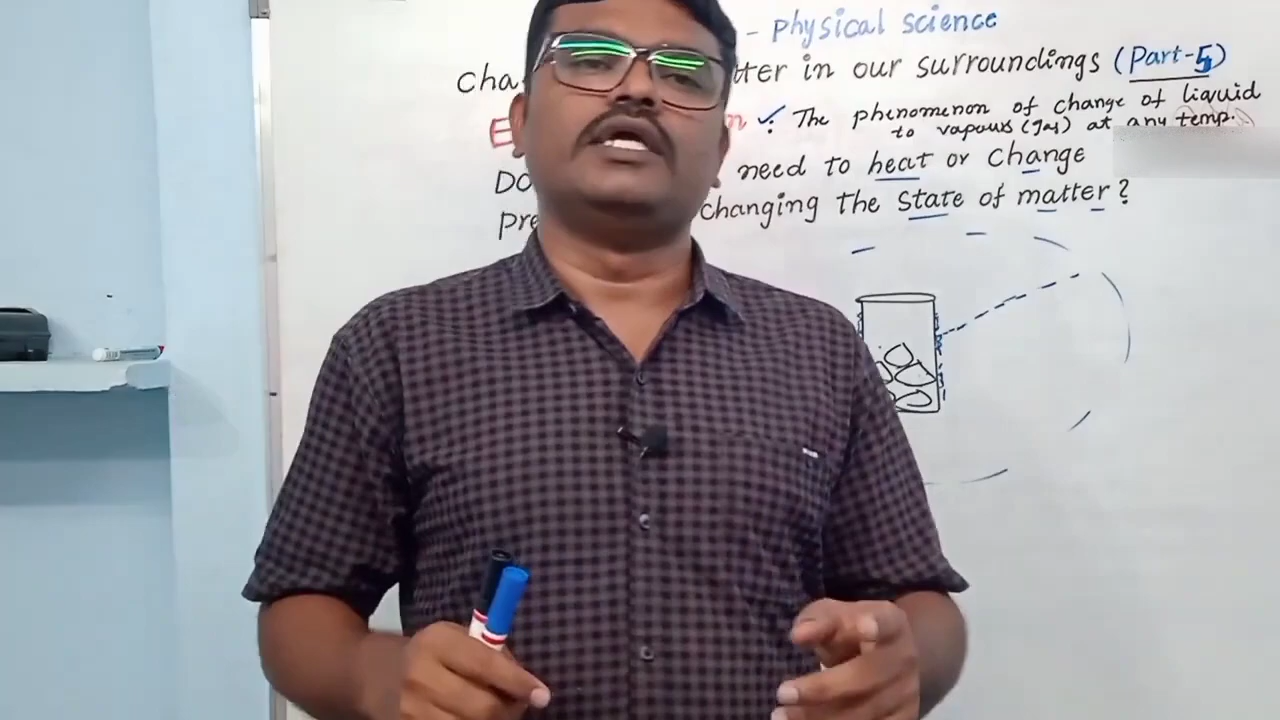 - Physical science
Cha tter in our surroundings (Part-5)
E n : The phenomenon of change of liquid
to vapours (gas) at any temp.
Do need to heat or change
pre changing the state of matter?